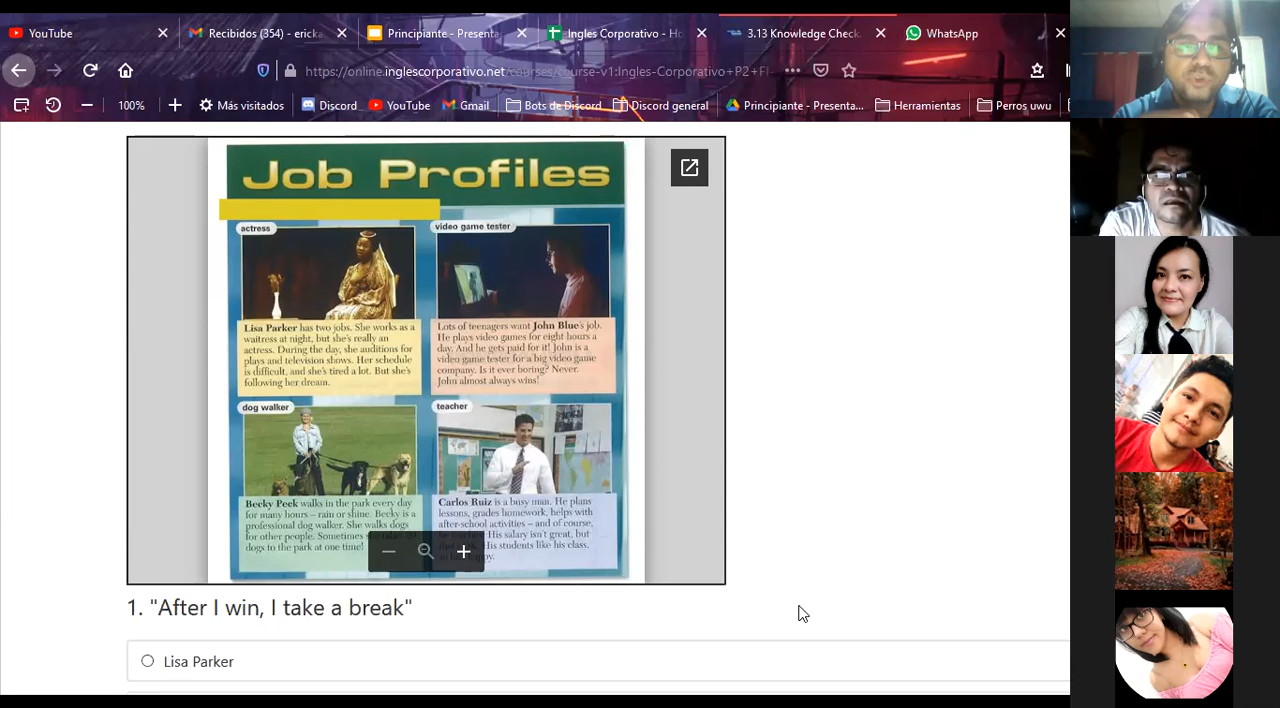 YouTube
Recibidos (354) - ericka
Principiante - Presenta
Ingles Corporativo - Ho
3.13 Knowledge Check
WhatsApp
https://online.inglescorporativo.net/courses/course-v1:Ingles-Corporativo+P2+FI-
100%
Más visitados
Discord
YouTube
Gmail
Bots de Discord
Discord general
Principiante - Presenta...
Herramientas
Perros uwu
Job Profiles
actress
Lisa Parker has two jobs. She works as a
waitress at night, but she's really an
actress. During the day, she auditions for
plays and television shows. Her schedule
is difficult, and she's tired a lot. But she's
following her dream.
video game tester
Lots of teenagers want John Blue's job.
He plays video games for eight hours a
day. And he gets paid for it! John is a
video game tester for a big video game
company. Is it ever boring? Never.
John almost always wins!
dog walker
Becky Peek walks in the park every day
for many hours – rain or shine. Becky is a
professional dog walker. She walks dogs
for other people. Sometimes
dogs to the park at one time!
teacher
Carlos Ruiz is a busy man. He plans
lessons, grades homework, helps with
after-school activities – and of course,
His salary isn't great, but
His students like his class,
1. "After I win, I take a break"
Lisa Parker